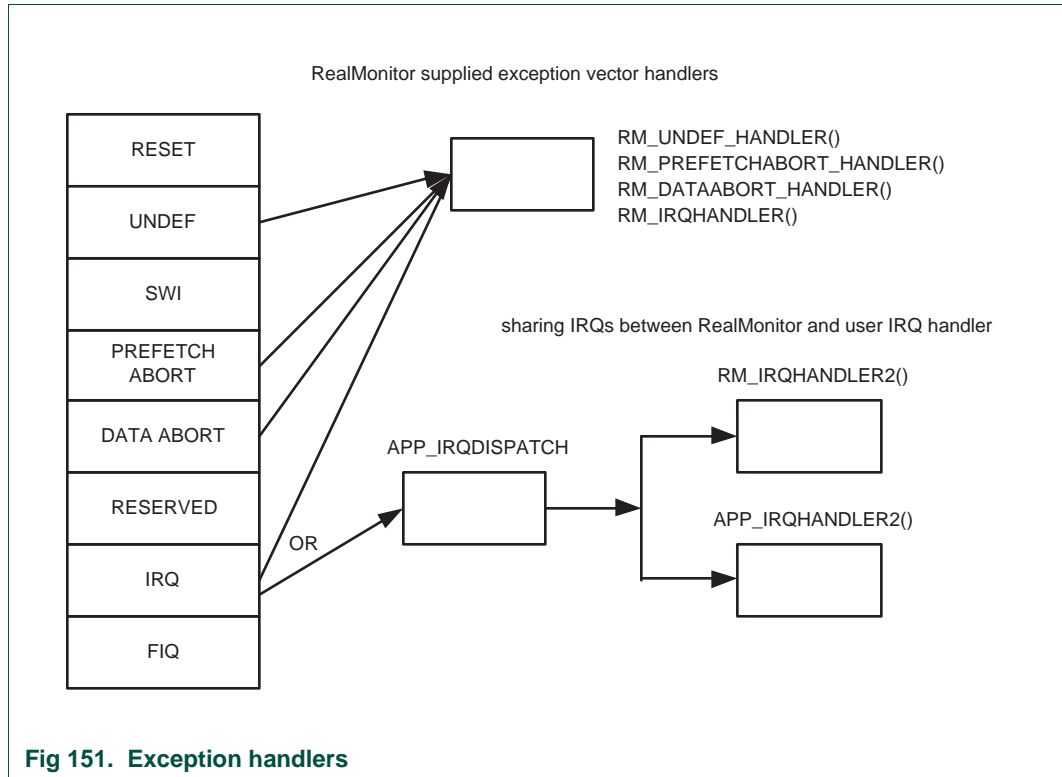 RealMonitor supplied exception vector handlers
RESET
UNDEF
SWI
PREFETCH
ABORT
DATA ABORT
RESERVED
IRQ
FIQ
RM_UNDEF_HANDLER()
RM_PREFETCHABORT_HANDLER()
RM_DATAABORT_HANDLER()
RM_IRQHANDLER()
sharing IRQs between RealMonitor and user IRQ handler
RM_IRQHANDLER2()
APP_IRQDISPATCH
APP_IRQHANDLER2()
OR
Fig 151. Exception handlers